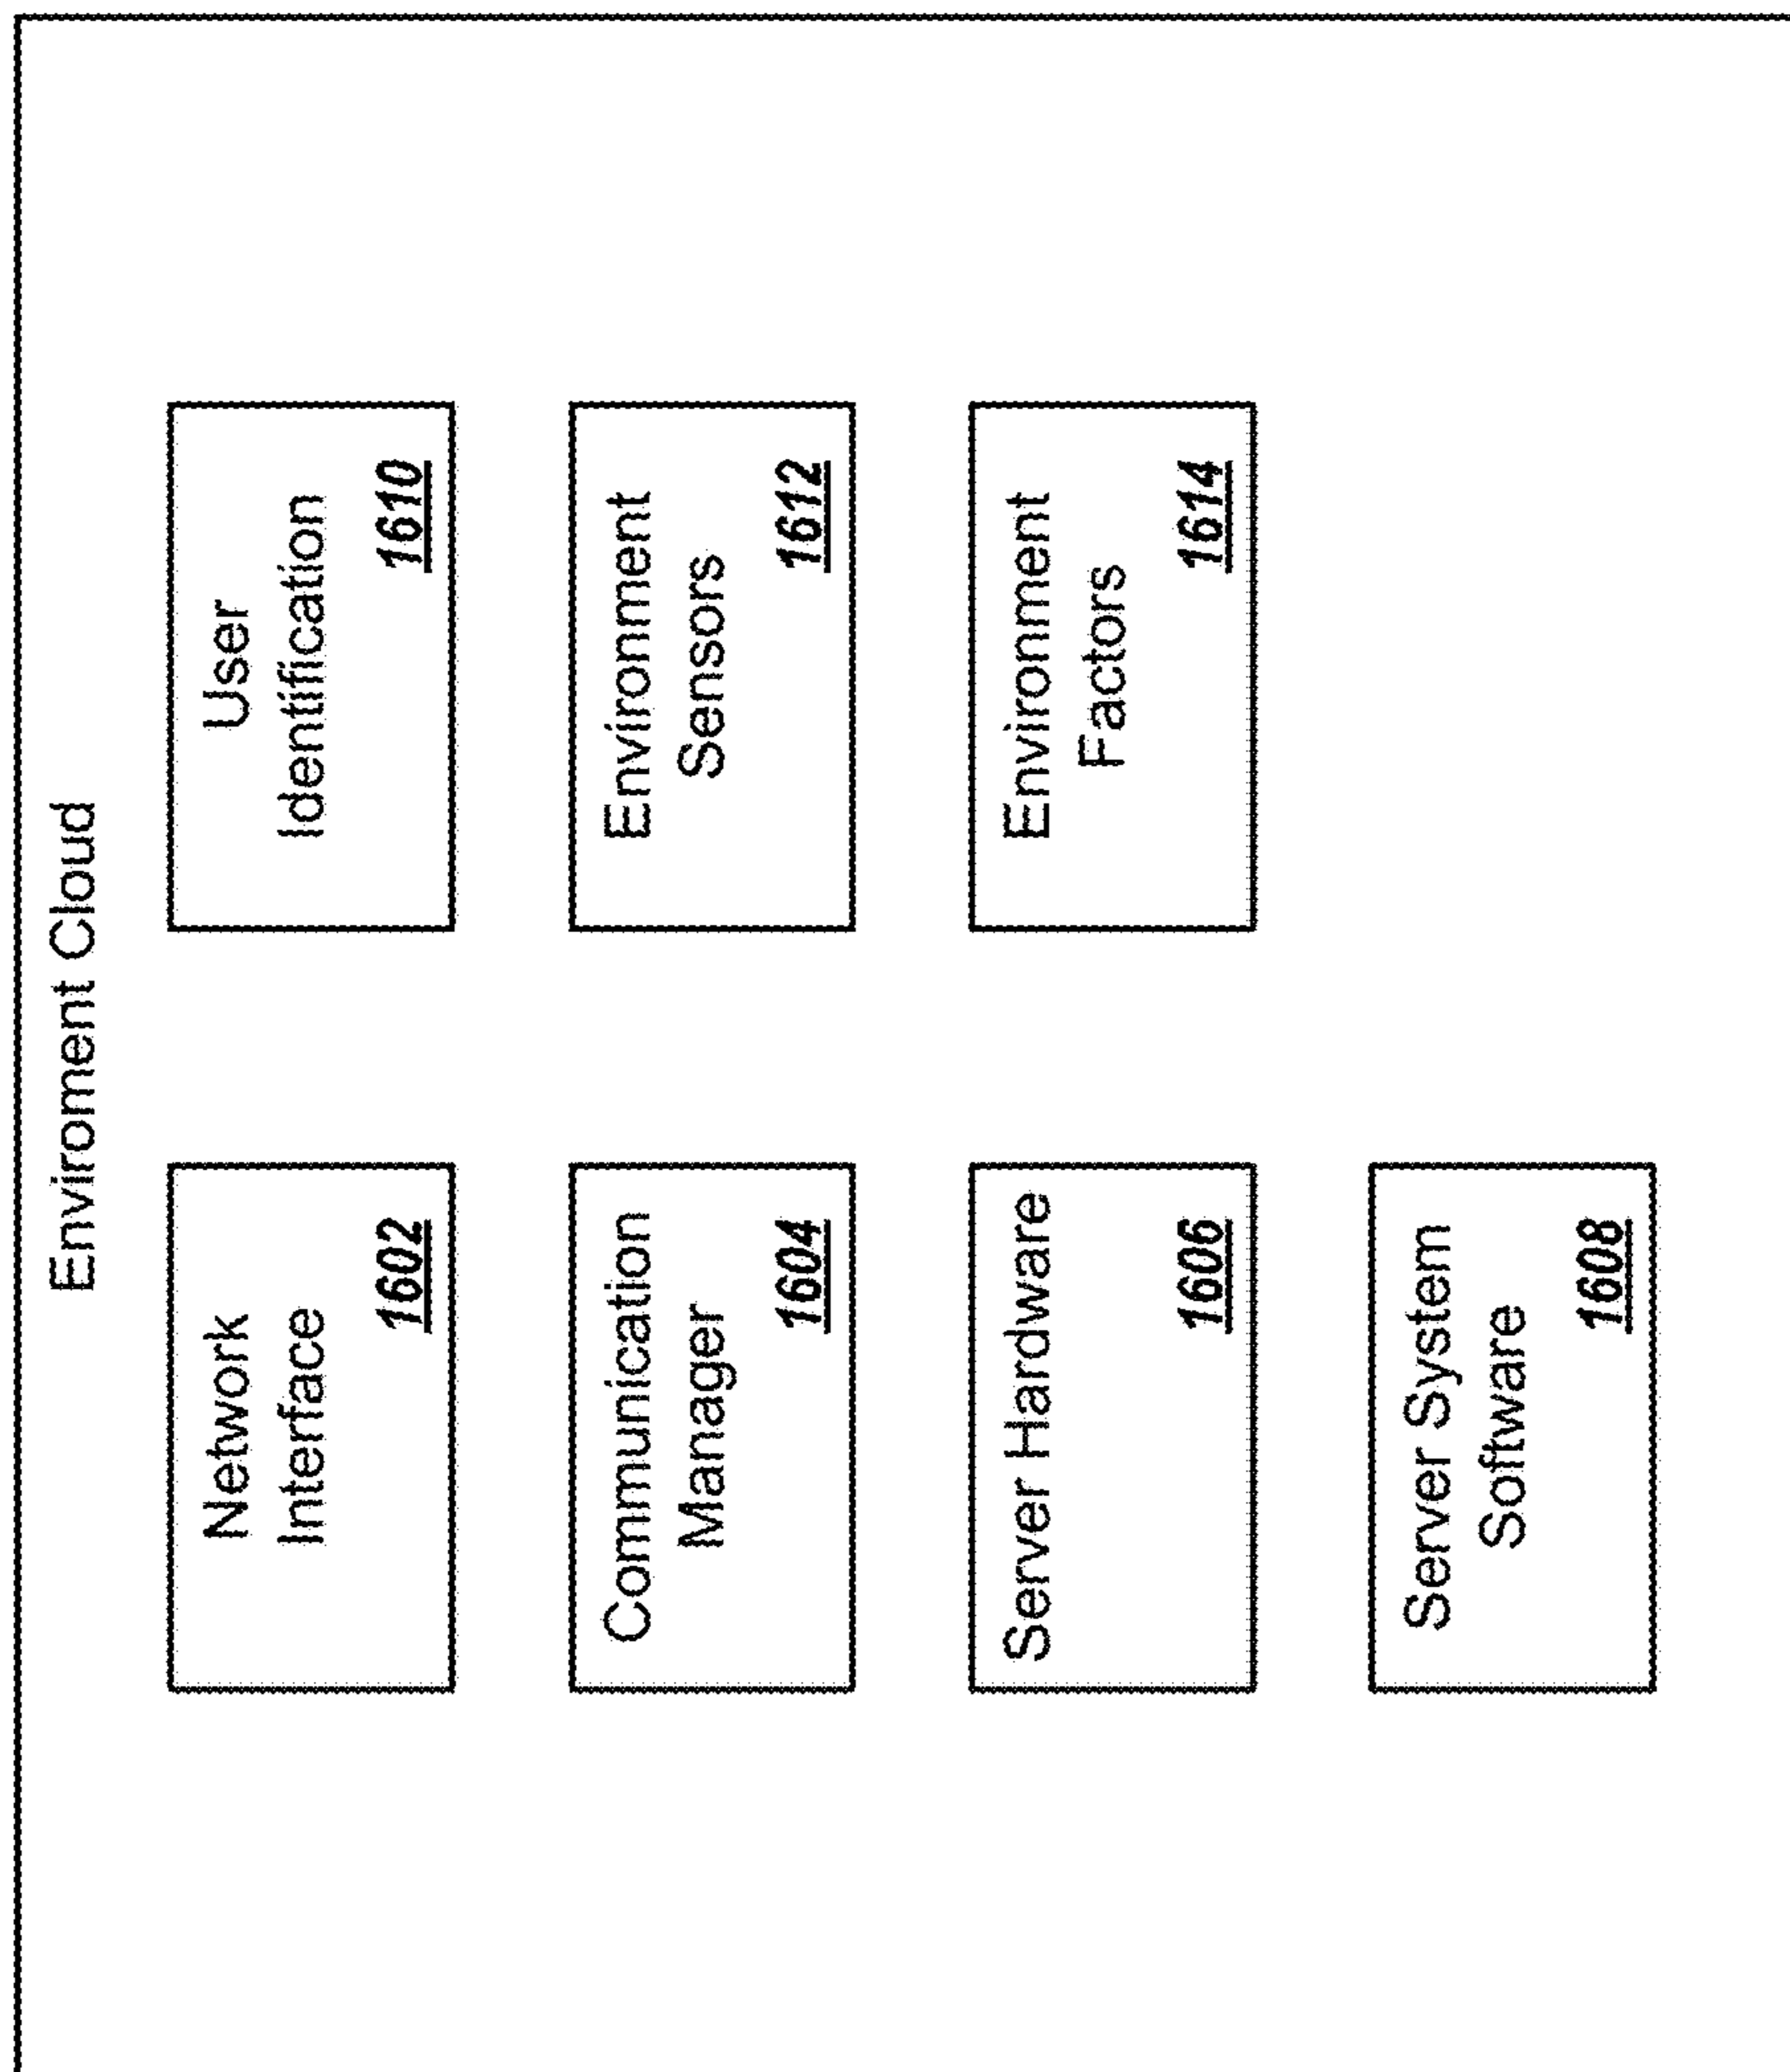 Enviroment Cloud
Network
Interface
1602
Communication
Manager
1604
Server Hardware
1606
Server System
Software
1608
User
Identification
1610
Environment
Sensors
1612
Environment
Factors
1614